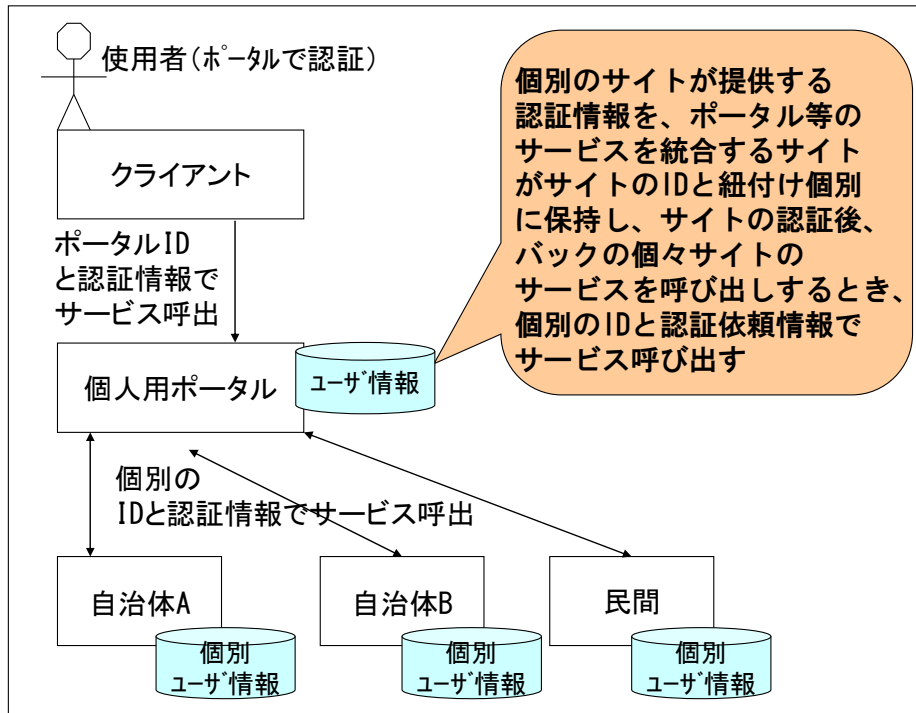 使用者(ﾎﾟｰﾀﾙで認証)
クライアント
ポータルID
と認証情報で
サービス呼出
個別のサイトが提供する
認証情報を、ポータル等の
サービスを統合するサイト
がサイトのIDと紐付け個別
に保持し、サイトの認証後、
バックの個々サイトの
サービスを呼び出しするとき、
個別のIDと認証依頼情報で
サービス呼び出す
個人用ポータル
ﾕｰｻﾞ情報
個別の
IDと認証情報でサービス呼出
自治体A
個別
ﾕｰｻﾞ情報
自治体B
個別
ﾕｰｻﾞ情報
民間
個別
ﾕｰｻﾞ情報